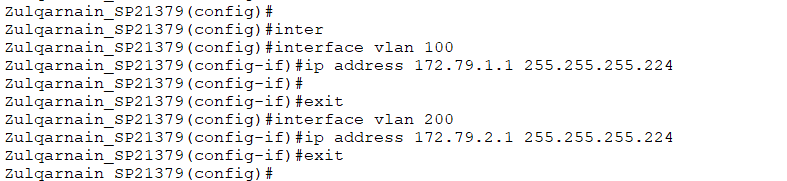 Zulqarnain_SP21379(config)#
Zulqarnain_SP21379(config)#inter
Zulqarnain_SP21379(config)#interface vlan 100
Zulqarnain_SP21379(config-if)#ip address 172.79.1.1 255.255.255.224
Zulqarnain_SP21379(config-if)#
Zulqarnain_SP21379(config-if)#exit
Zulqarnain_SP21379(config)#interface vlan 200
Zulqarnain_SP21379(config-if)#ip address 172.79.2.1 255.255.255.224
Zulqarnain_SP21379(config-if)#exit
Zulqarnain SP21379(config)#